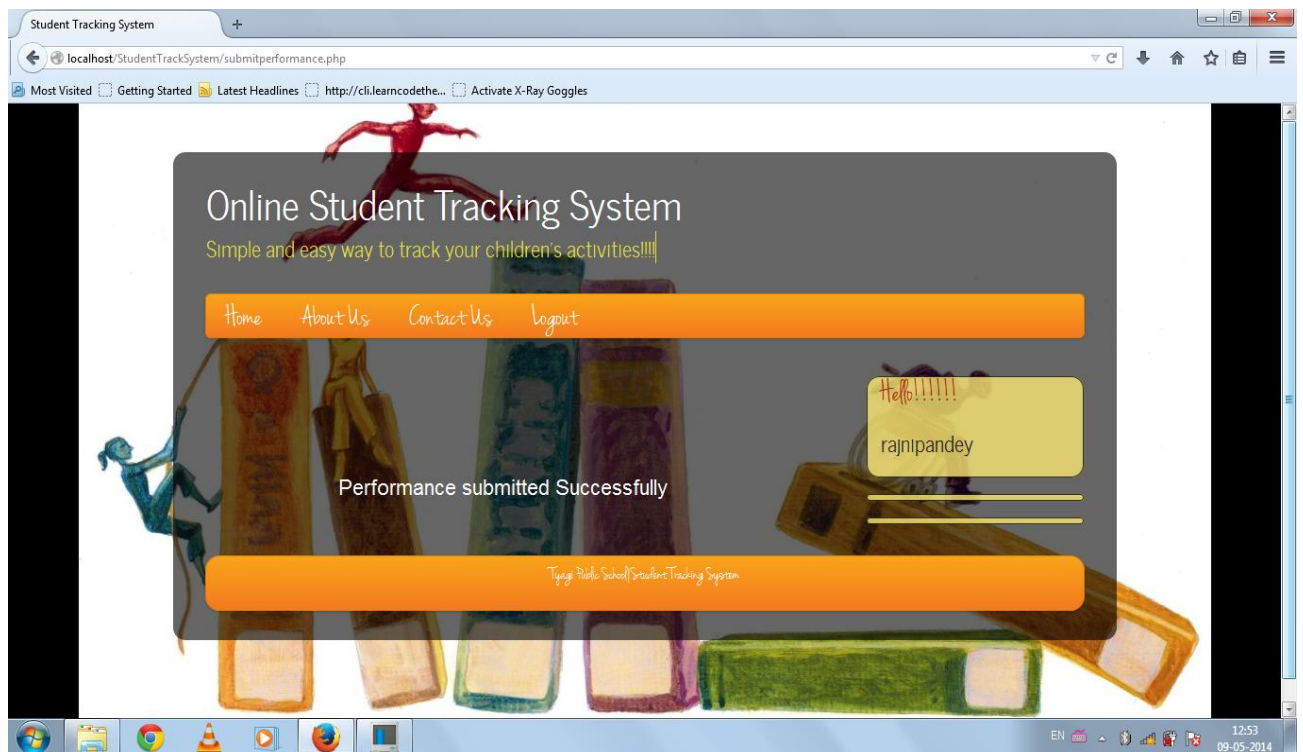 Student Tracking System
localhost/StudentTrackSystem/submitperformance.php
Most Visited Getting Started Latest Headlines http://cli.learncodethe... Activate X-Ray Goggles
Online Student Tracking System
Simple and easy way to track your children's activities!!!!
Home About Us Contact Us Logout
Hello!!!!!!
rajnipandey
Performance submitted Successfully
Tyagi Public School|Student Tracking System
EN
12:53
09-05-2014